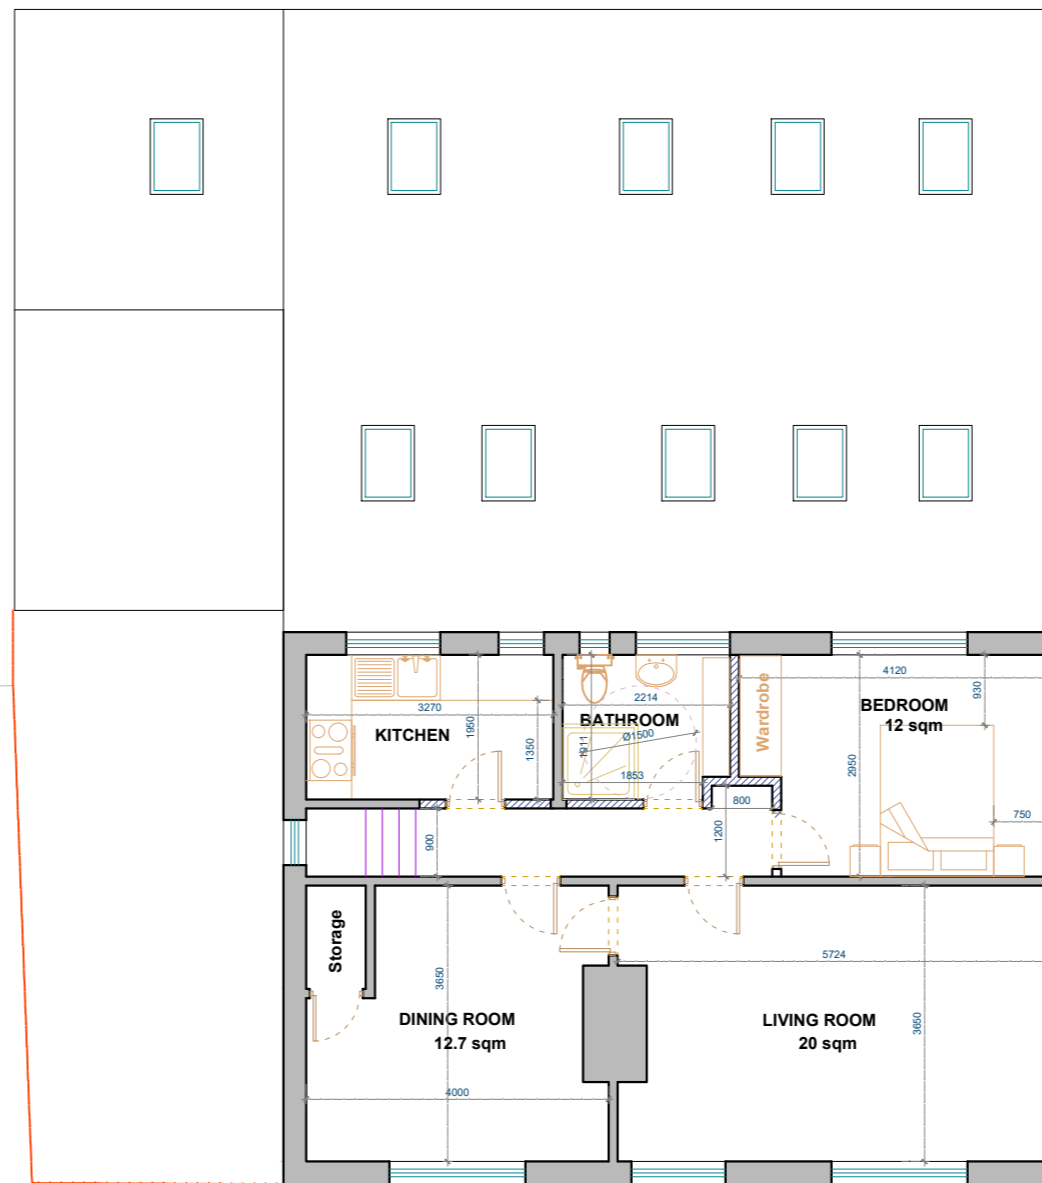 4120
930
BEDROOM
12 sqm
Wardrobe
2950
750
2214
BATHROOM
Ø1500
1911
1853
800
1200
3270
KITCHEN
1950
1350
900
Storage
3650
DINING ROOM
12.7 sqm
4000
5724
LIVING ROOM
20 sqm
3650